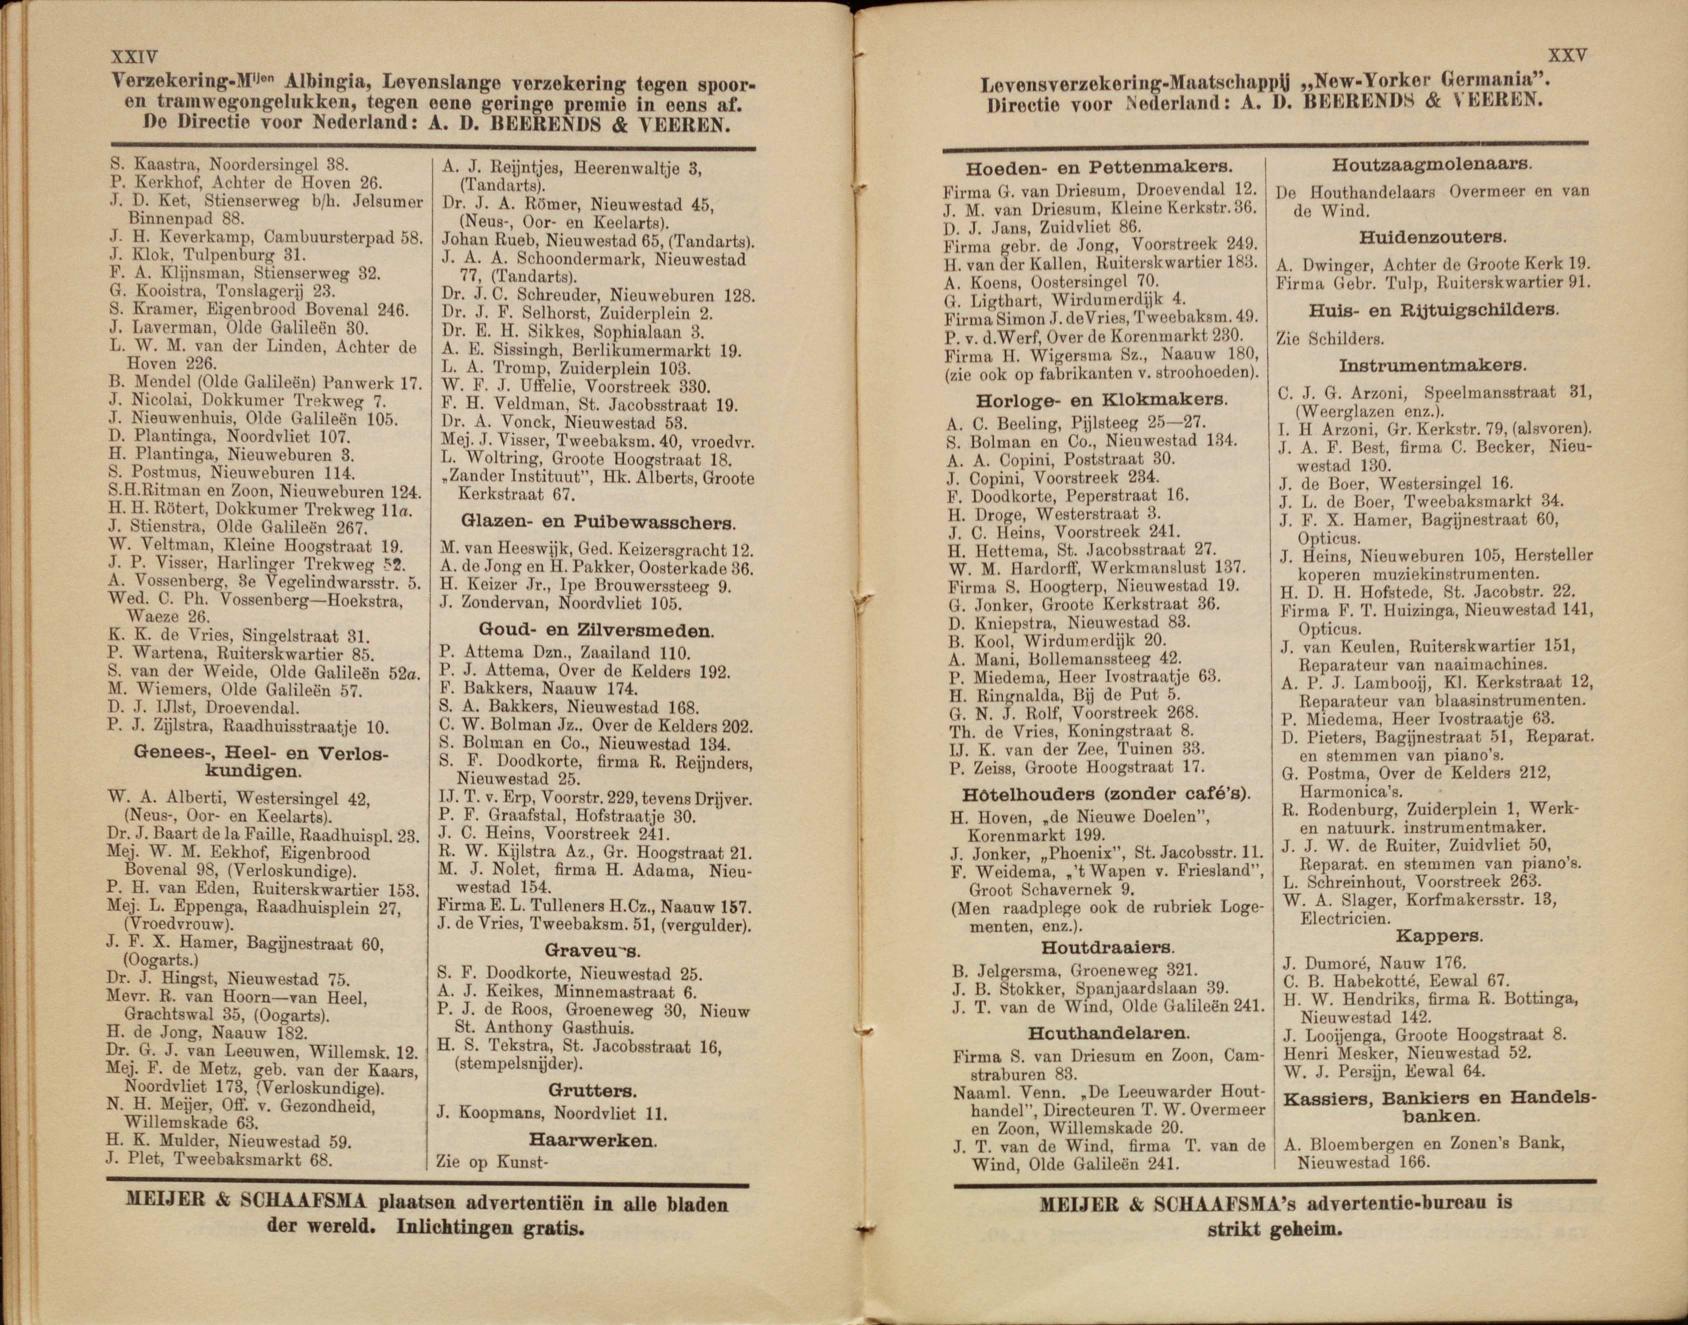 XXIV
Verzekering-Mijen Albingia, Levenslange verzekering tegen spoor-
en tramwegongelukken, tegen eene geringe premie in eens af.
De Directie voor Nederland: A. D. BEERENDS & VEEREN.
S. Kaastra, Noordersingel 38.
P. Kerkhof, Achter de Hoven 26.
J. D. Ket, Stienserweg b/h. Jelsumer
Binnenpad 88.
J. H. Keverkamp, Cambuursterpad 58.
J. Klok, Tulpenburg 31.
F. A. Klijnsman, Stienserweg 32.
G. Kooistra, Tonslagerij 23.
S. Kramer, Eigenbrood Bovenal 246.
J. Laverman, Olde Galileën 30.
L. W. M. van der Linden, Achter de
Hoven 226.
B. Mendel (Olde Galileën) Panwerk 17.
J. Nicolai, Dokkumer Trekweg 7.
J. Nieuwenhuis, Olde Galileën 105.
D. Plantinga, Noordvliet 107.
H. Plantinga, Nieuweburen 3.
S. Postmus, Nieuweburen 114.
S.H.Ritman en Zoon, Nieuweburen 124.
H. H. Rötert, Dokkumer Trekweg 11a.
J. Stienstra, Olde Galileën 267.
W. Veltman, Kleine Hoogstraat 19.
J. P. Visser, Harlinger Trekweg 52.
A. Vossenberg, 3e Vegelindwarsstr. 5.
Wed. C. Ph. Vossenberg—Hoekstra,
Waeze 26.
K. K. de Vries, Singelstraat 31.
P. Wartena, Ruiterskwartier 85.
S. van der Weide, Olde Galileën 52a.
M. Wiemers, Olde Galileën 57.
D. J. IJlst, Droevendal.
P. J. Zijlstra, Raadhuisstraatje 10.
Genees-, Heel- en Verlos-
kundigen.
W. A. Alberti, Westersingel 42,
(Neus-, Oor- en Keelarts).
Dr. J. Baart de la Faille, Raadhuispl. 23.
Mej. W. M. Eekhof, Eigenbrood
Bovenal 98, (Verloskundige).
P. H. van Eden, Ruiterskwartier 153.
Mej. L. Eppenga, Raadhuisplein 27,
(Vroedvrouw).
J. F. X. Hamer, Bagijnestraat 60,
(Oogarts.)
Dr. J. Hingst, Nieuwestad 75.
Mevr. R. van Hoorn—van Heel,
Grachtswal 35, (Oogarts).
H. de Jong, Naauw 182.
Dr. G. J. van Leeuwen, Willemsk. 12.
Mej. F. de Metz, geb. van der Kaars,
Noordvliet 173, (Verloskundige).
N. H. Meijer, Off. v. Gezondheid,
Willemskade 63.
H. K. Mulder, Nieuwestad 59.
J. Plet, Tweebaksmarkt 68.
A. J. Reijntjes, Heerenwaltje 3,
(Tandarts).
Dr. J. A. Römer, Nieuwestad 45,
(Neus-, Oor- en Keelarts).
Johan Rueb, Nieuwestad 65, (Tandarts).
J. A. A. Schoondermark, Nieuwestad
77, (Tandarts).
Dr. J. C. Schreuder, Nieuweburen 128.
Dr. J. F. Selhorst, Zuiderplein 2.
Dr. E. H. Sikkes, Sophialaan 3.
A. E. Sissingh, Berlikumermarkt 19.
L. A. Tromp, Zuiderplein 103.
W. F. J. Uffelie, Voorstreek 330.
F. H. Veldman, St. Jacobsstraat 19.
Dr. A. Vonck, Nieuwestad 53.
Mej. J. Visser, Tweebaksm. 40, vroedvr.
L. Woltring, Groote Hoogstraat 18.
„Zander Instituut”, Hk. Alberts, Groote
Kerkstraat 67.
Glazen- en Puibewasschers.
M. van Heeswijk, Ged. Keizersgracht 12.
A. de Jong en H. Pakker, Oosterkade 36.
H. Keizer Jr., Ipe Brouwerssteeg 9.
J. Zondervan, Noordvliet 105.
Goud- en Zilversmeden.
P. Attema Dzn., Zaailand 110.
P. J. Attema, Over de Kelders 192.
F. Bakkers, Naauw 174.
S. A. Bakkers, Nieuwestad 168.
C. W. Bolman Jz.. Over de Kelders 202.
S. Bolman en Co., Nieuwestad 134.
S. F. Doodkorte, firma R. Reijnders,
Nieuwestad 25.
IJ. T. v. Erp, Voorstr. 229, tevens Drijver.
P. F. Graafstal, Hofstraatje 30.
J. C. Heins, Voorstreek 241.
R. W. Kijlstra Az., Gr. Hoogstraat 21.
M. J. Nolet, firma H. Adama, Nieu-
westad 154.
Firma E. L. Tulleners H.Cz., Naauw 157.
J. de Vries, Tweebaksm. 51, (vergulder).
Graveurs.
S. F. Doodkorte, Nieuwestad 25.
A. J. Keikes, Minnemastraat 6.
P. J. de Roos, Groeneweg 30, Nieuw
St. Anthony Gasthuis.
H. S. Tekstra, St. Jacobsstraat 16,
(stempelsnijder).
Grutters.
J. Koopmans, Noordvliet 11.
Haarwerken.
Zie op Kunst-
MEIJER & SCHAAFSMA plaatsen advertentiën in alle bladen
der wereld. Inlichtingen gratis.
XXV
Levensverzekering-Maatschappij „New-Yorker Germania”.
Directie voor Nederland: A. D. BEERENDS & VEEREN.
Hoeden- en Pettenmakers.
Firma G. van Driesum, Droevendal 12.
J. M. van Driesum, Kleine Kerkstr. 36.
D. J. Jans, Zuidvliet 86.
Firma gebr. de Jong, Voorstreek 249.
H. van der Kallen, Ruiterskwartier 183.
A. Koens, Oostersingel 70.
G. Ligthart, Wirdumerdijk 4.
Firma Simon J. de Vries, Tweebaksm. 49.
P. v. d. Werf, Over de Korenmarkt 230.
Firma H. Wigersma Sz., Naauw 180,
(zie ook op fabrikanten v. stroohoeden).
Horloge- en Klokmakers.
A. C. Beeling, Pijlsteeg 25—27.
S. Bolman en Co., Nieuwestad 134.
A. A. Copini, Poststraat 30.
J. Copini, Voorstreek 234.
F. Doodkorte, Peperstraat 16.
H. Droge, Westerstraat 3.
J. C. Heins, Voorstreek 241.
H. Hettema, St. Jacobsstraat 27.
W. M. Hardorff, Werkmanslust 137.
Firma S. Hoogterp, Nieuwestad 19.
G. Jonker, Groote Kerkstraat 36.
D. Kniepstra, Nieuwestad 83.
B. Kool, Wirdumerdijk 20.
A. Mani, Bollemanssteeg 42.
P. Miedema, Heer Ivostraatje 63.
H. Ringnalda, Bij de Put 5.
G. N. J. Rolf, Voorstreek 268.
Th. de Vries, Koningstraat 8.
IJ. K. van der Zee, Tuinen 33.
P. Zeiss, Groote Hoogstraat 17.
Hôtelhouders (zonder café's).
H. Hoven, „de Nieuwe Doelen”,
Korenmarkt 199.
J. Jonker, „Phoenix”, St. Jacobsstr. 11.
F. Weidema, „'t Wapen v. Friesland”,
Groot Schavernek 9.
(Men raadplege ook de rubriek Loge-
menten, enz.).
Houtdraaiers.
B. Jelgersma, Groeneweg 321.
J. B. Stokker, Spanjaardslaan 39.
J. T. van de Wind, Olde Galileën 241.
Houthandelaren.
Firma S. van Driesum en Zoon, Cam-
straburen 83.
Naaml. Venn. „De Leeuwarder Hout-
handel”, Directeuren T. W. Overmeer
en Zoon, Willemskade 20.
J. T. van de Wind, firma T. van de
Wind, Olde Galileën 241.
Houtzaagmolenaars.
De Houthandelaars Overmeer en van
de Wind.
Huidenzouters.
A. Dwinger, Achter de Groote Kerk 19.
Firma Gebr. Tulp, Ruiterskwartier 91.
Huis- en Rijtuigschilders.
Zie Schilders.
Instrumentmakers.
C. J. G. Arzoni, Speelmansstraat 31,
(Weerglazen enz.).
I. H Arzoni, Gr. Kerkstr. 79, (alsvoren).
J. A. F. Best, firma C. Becker, Nieu-
westad 130.
J. de Boer, Westersingel 16.
J. L. de Boer, Tweebaksmarkt 34.
J. F. X. Hamer, Bagijnestraat 60,
Opticus.
J. Heins, Nieuweburen 105, Hersteller
koperen muziekinstrumenten.
H. D. H. Hofstede, St. Jacobstr. 22.
Firma F. T. Huizinga, Nieuwestad 141,
Opticus.
J. van Keulen, Ruiterskwartier 151,
Reparateur van naaimachines.
A. P. J. Lambooij, Kl. Kerkstraat 12,
Reparateur van blaasinstrumenten.
P. Miedema, Heer Ivostraatje 63.
D. Pieters, Bagijnestraat 51, Reparat.
en stemmen van piano's.
G. Postma, Over de Kelders 212,
Harmonica's.
R. Rodenburg, Zuiderplein 1, Werk-
en natuurk. instrumentmaker.
J. J. W. de Ruiter, Zuidvliet 50,
Reparat. en stemmen van piano's.
L. Schreinhout, Voorstreek 263.
W. A. Slager, Korfmakersstr. 13,
Electricien.
Kappers.
J. Dumoré, Nauw 176.
C. B. Habekotté, Eewal 67.
H. W. Hendriks, firma R. Bottinga,
Nieuwestad 142.
J. Looijenga, Groote Hoogstraat 8.
Henri Mesker, Nieuwestad 52.
W. J. Persijn, Eewal 64.
Kassiers, Bankiers en Handels-
banken.
A. Bloembergen en Zonen's Bank,
Nieuwestad 166.
MEIJER & SCHAAFSMA's advertentie-bureau is
strikt geheim.